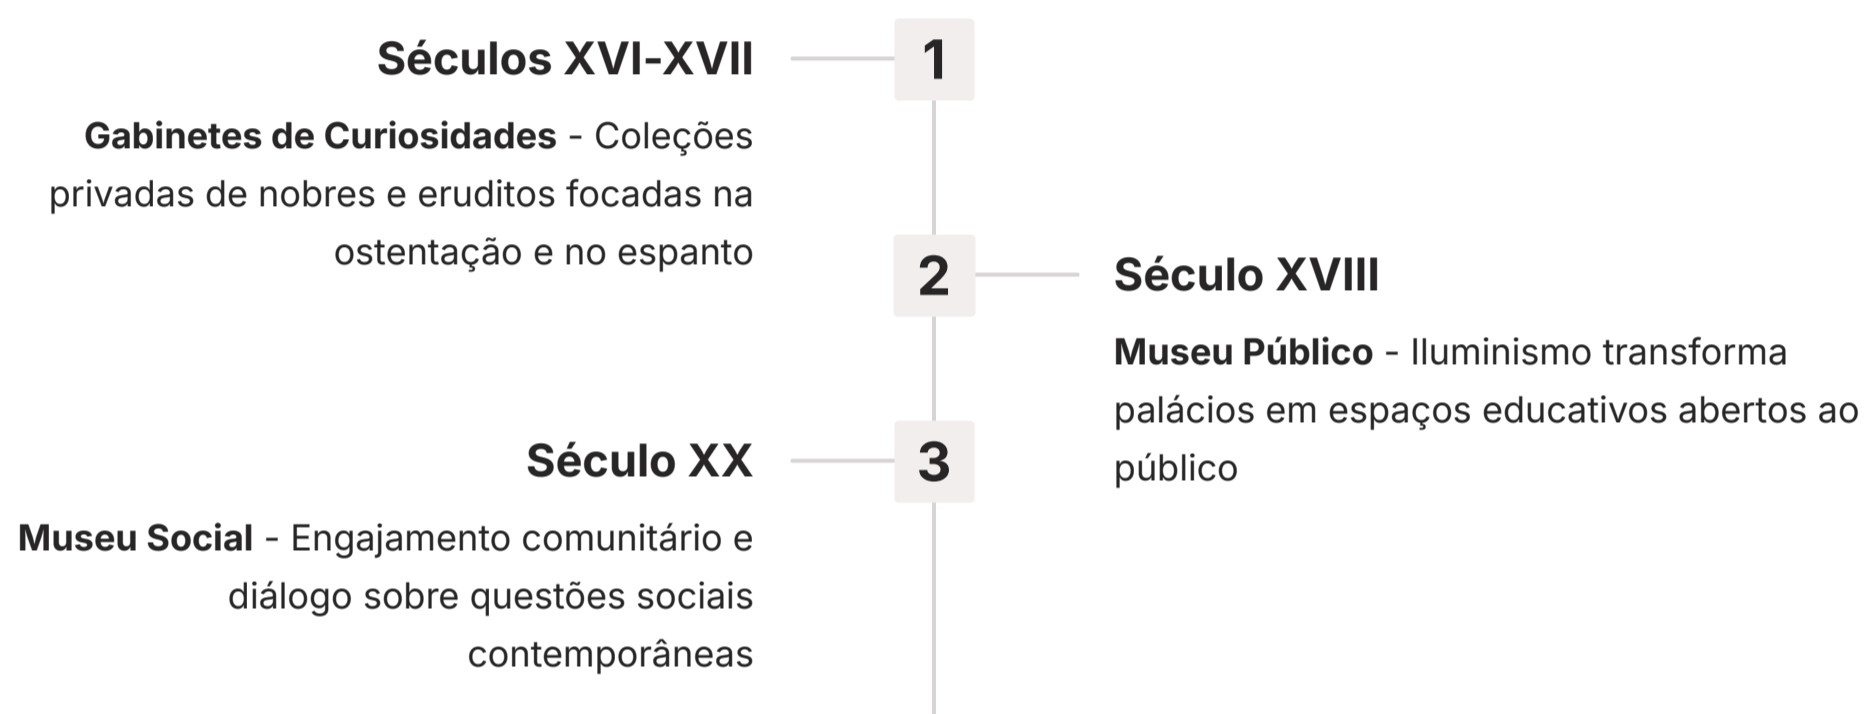 1
Séculos XVI-XVII
Gabinetes de Curiosidades - Coleções
privadas de nobres e eruditos focadas na
ostentação e no espanto
2
Século XVIII
Museu Público - Iluminismo transforma
palácios em espaços educativos abertos ao
público
3
Século XX
Museu Social - Engajamento comunitário e
diálogo sobre questões sociais
contemporâneas